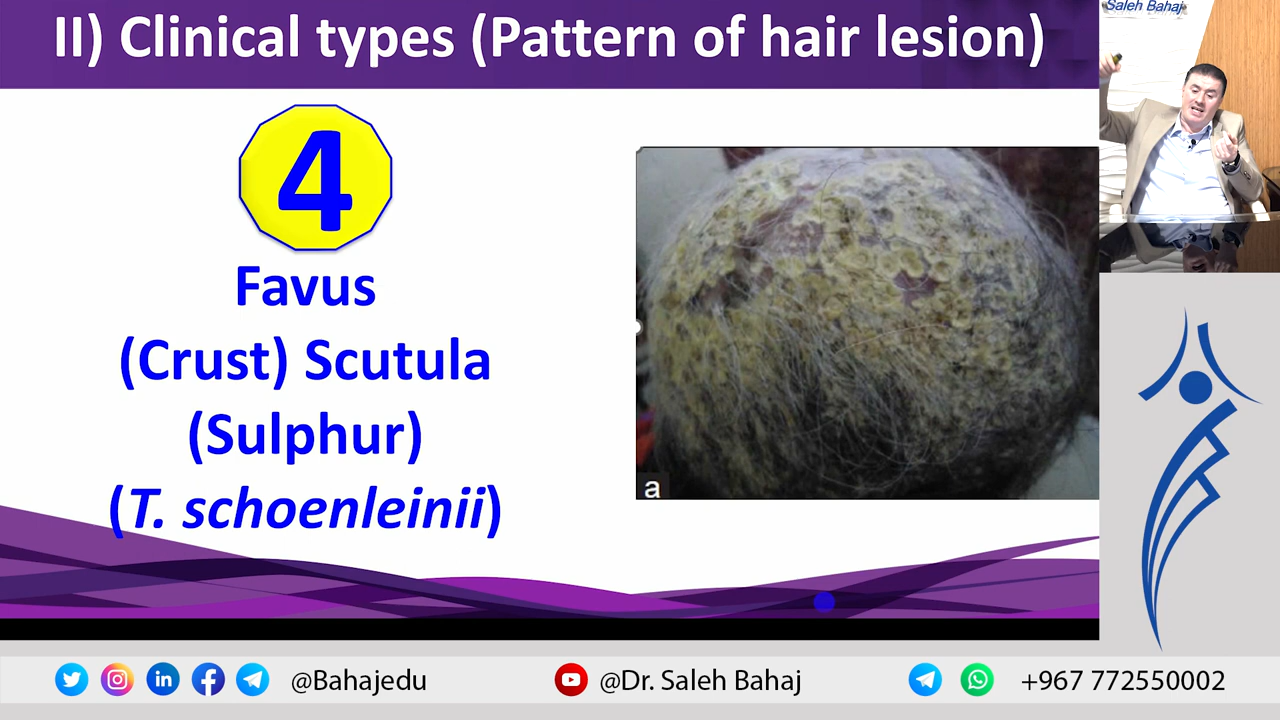 II) Clinical types (Pattern of hair lesion)
Saleh Bahaj
4
Favus
(Crust) Scutula
(Sulphur)
(T. schoenleinii)
a
@Bahajedu
@Dr. Saleh Bahaj
+967 772550002